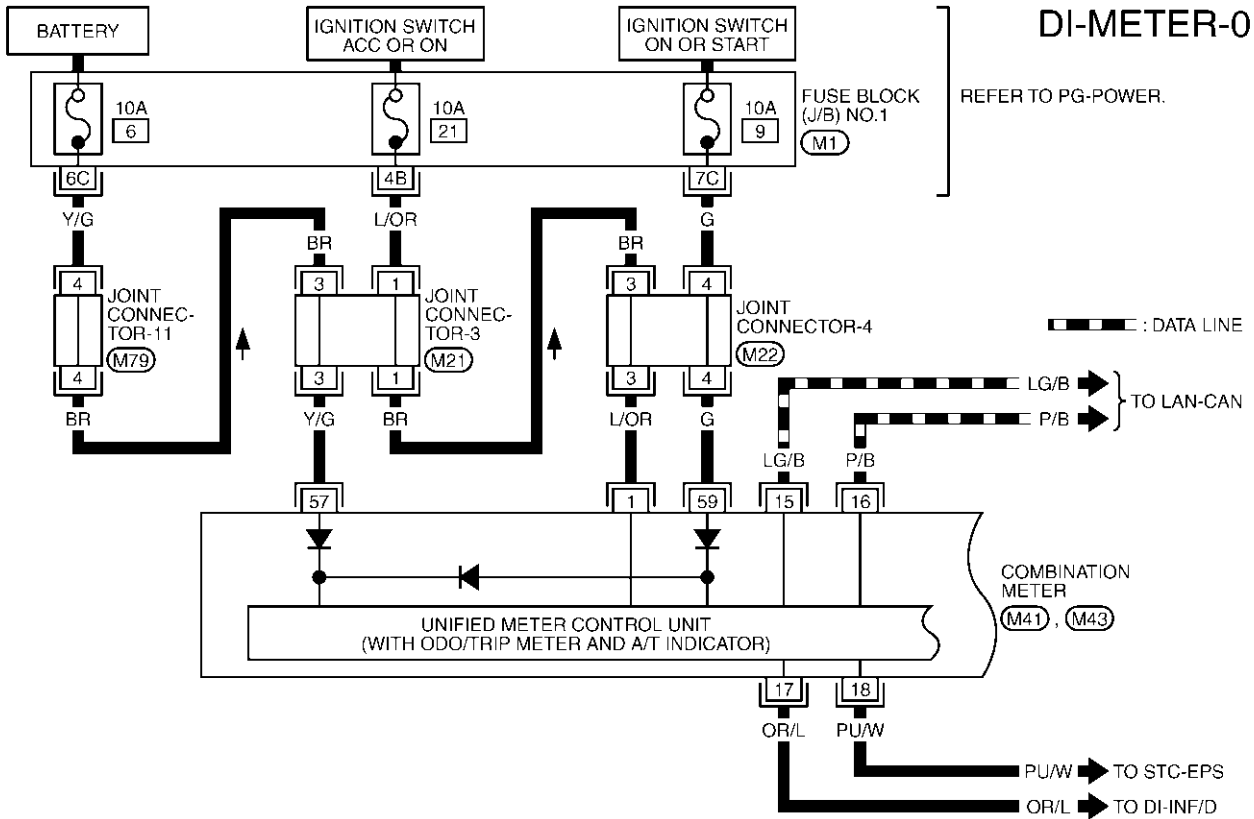 DI-METER-0
BATTERY
IGNITION SWITCH
ACC OR ON
IGNITION SWITCH
ON OR START
10A
6
10A
21
10A
9
FUSE BLOCK
(J/B) NO.1
M1
REFER TO PG-POWER.
6C
4B
7C
Y/G
L/OR
G
BR
BR
4
3
1
3
4
JOINT
CONNEC-
TOR-11
M79
JOINT
CONNEC-
TOR-3
M21
JOINT
CONNECTOR-4
M22
: DATA LINE
4
3
1
3
4
BR
Y/G
BR
L/OR
G
LG/B
P/B
TO LAN-CAN
LG/B
P/B
57
1
59
15
16
COMBINATION
METER
M41 , M43
UNIFIED METER CONTROL UNIT
(WITH ODO/TRIP METER AND A/T INDICATOR)
17
18
OR/L
PU/W
PU/W TO STC-EPS
OR/L TO DI-INF/D